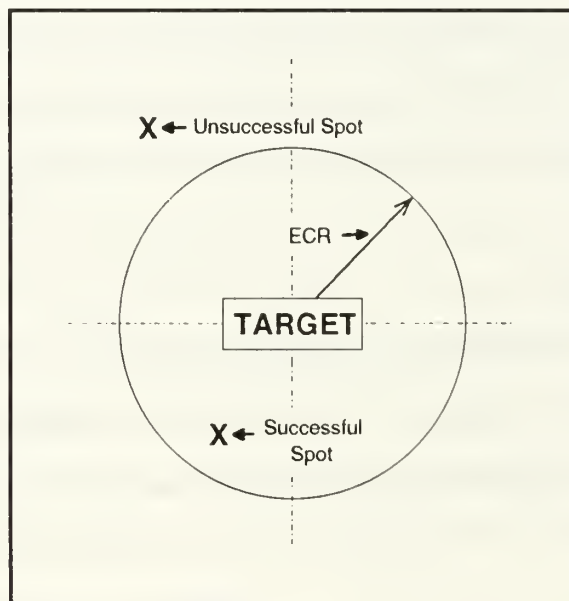 X Unsuccessful Spot
ECR
TARGET
X Successful
Spot